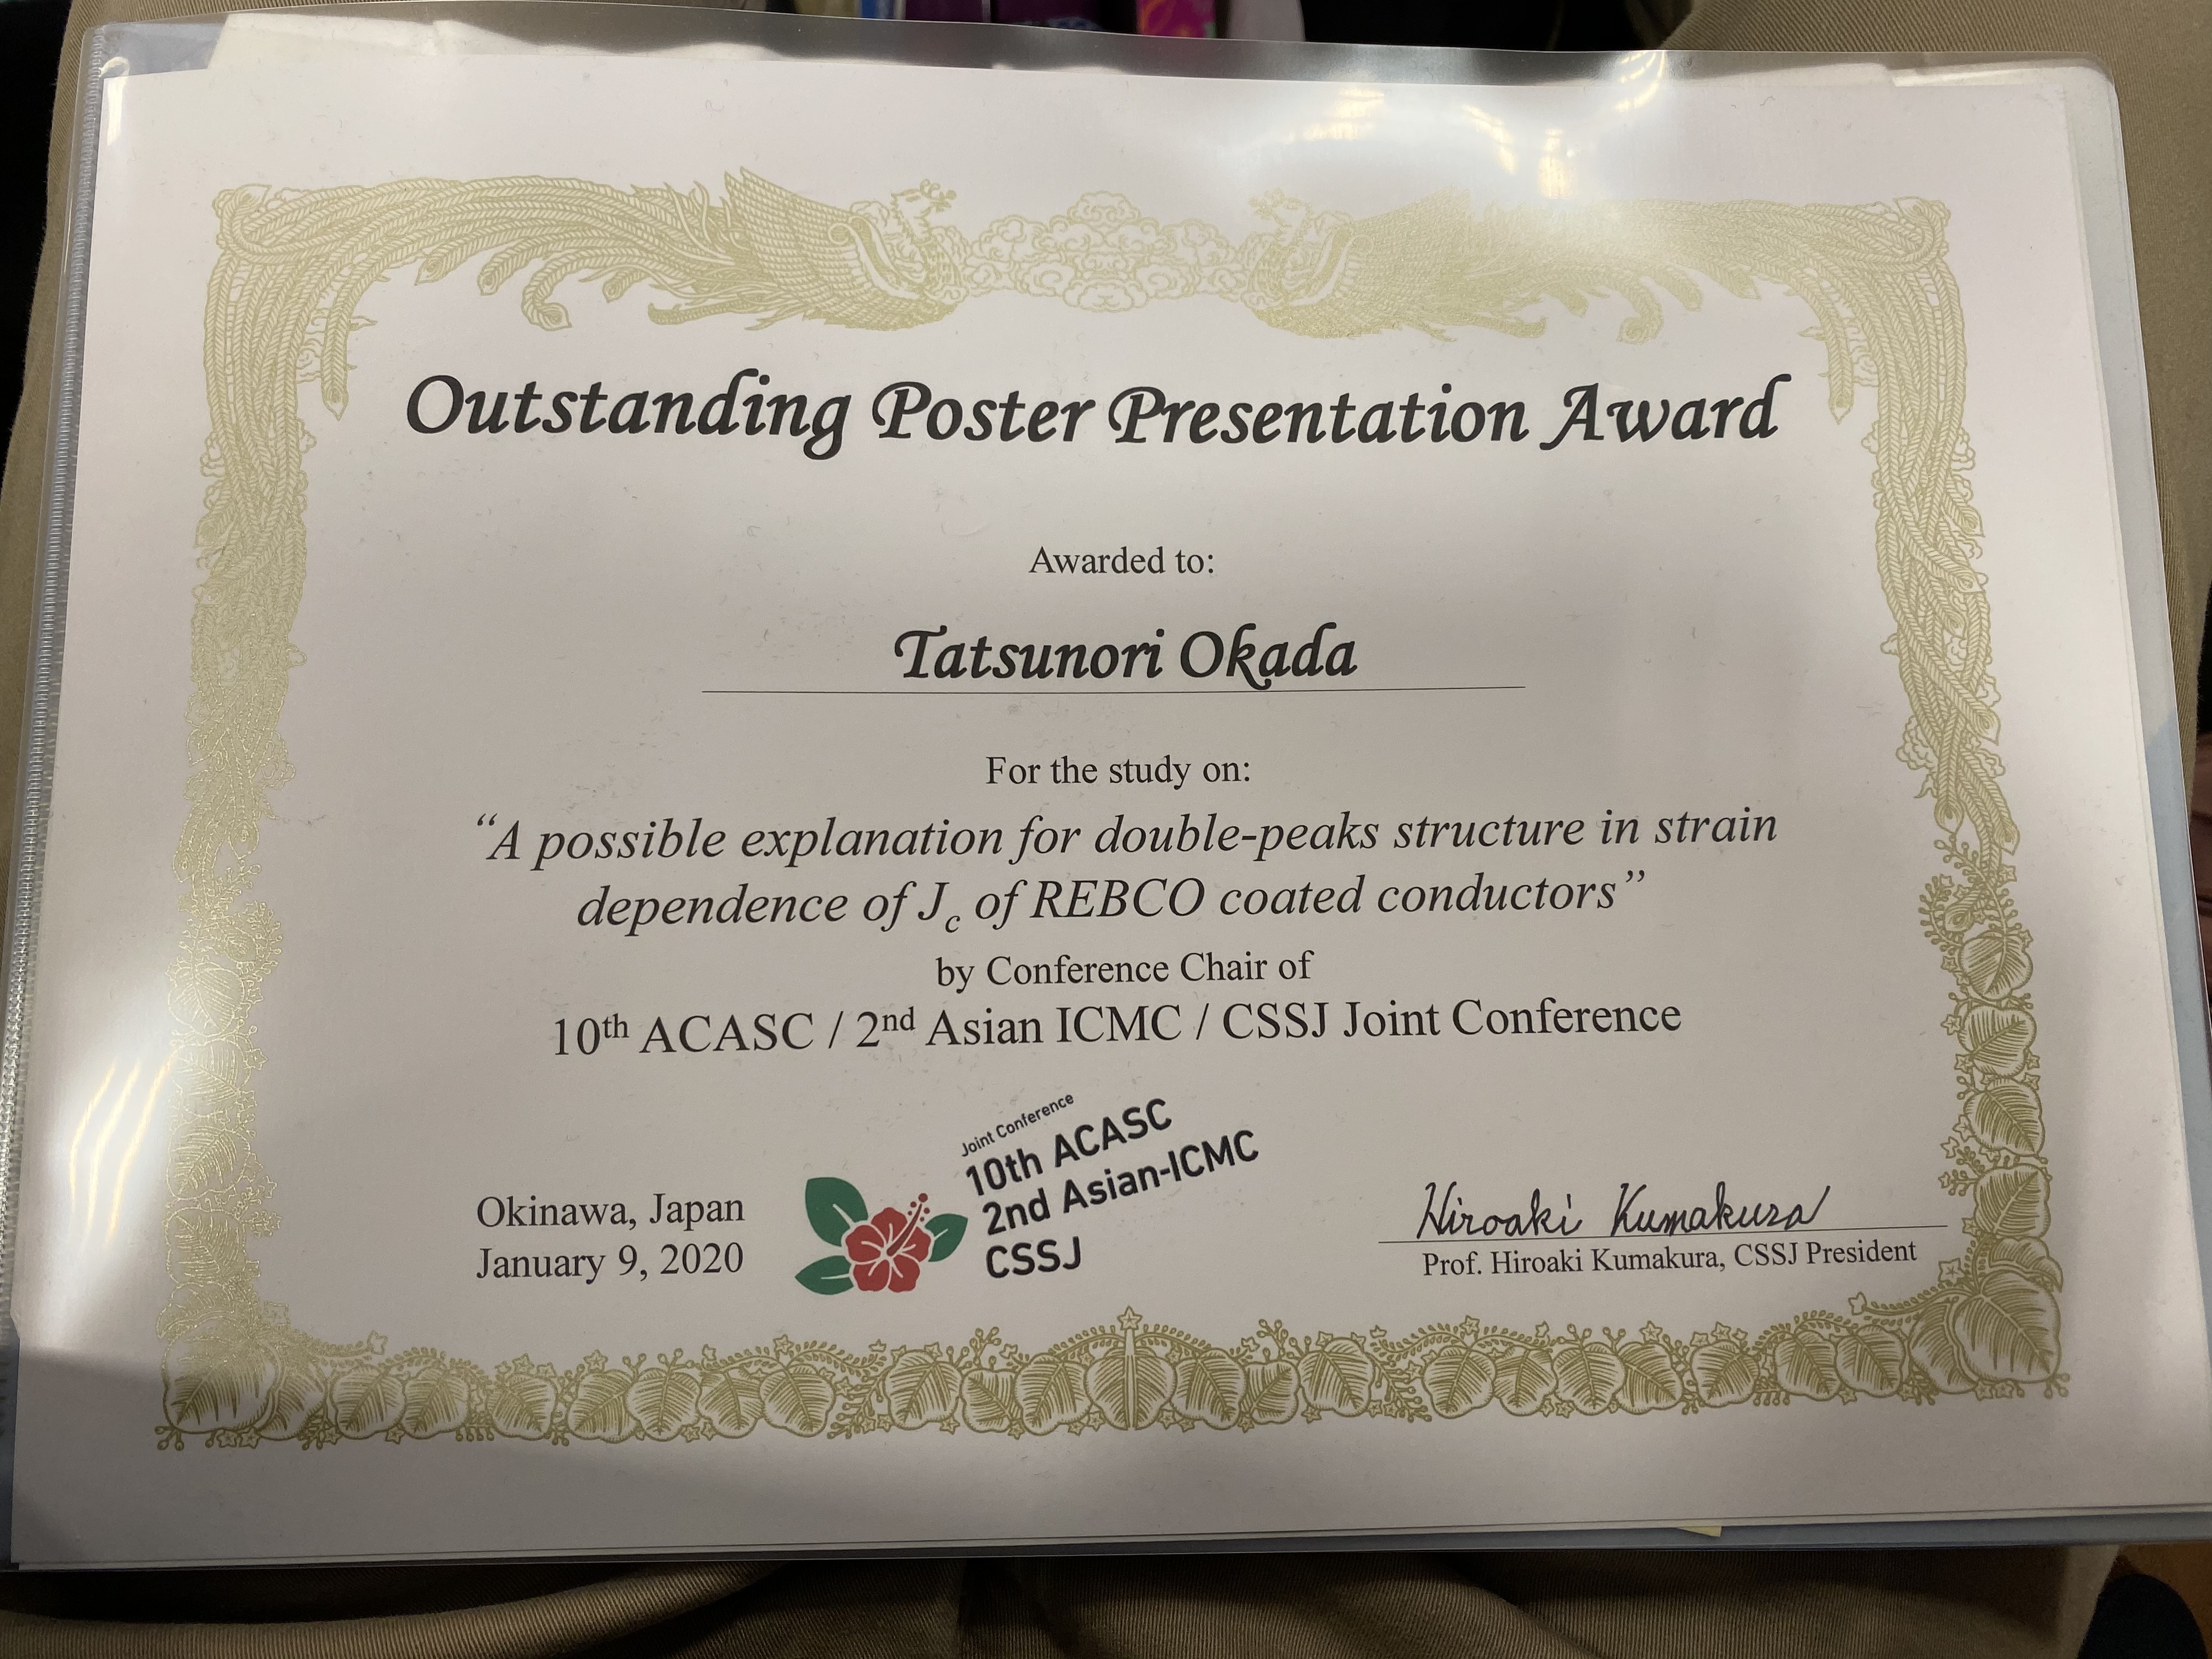 Outstanding Poster Presentation Award
Awarded to:
Tatsunori Okada
For the study on:
“A possible explanation for double-peaks structure in strain
dependence of Jc of REBCO coated conductors”
by Conference Chair of
10th ACASC / 2nd Asian ICMC / CSSJ Joint Conference
Okinawa, Japan
January 9, 2020
Joint Conference
10th ACASC
2nd Asian-ICMC
CSSJ
Hiroaki Kumakura
Prof. Hiroaki Kumakura, CSSJ President